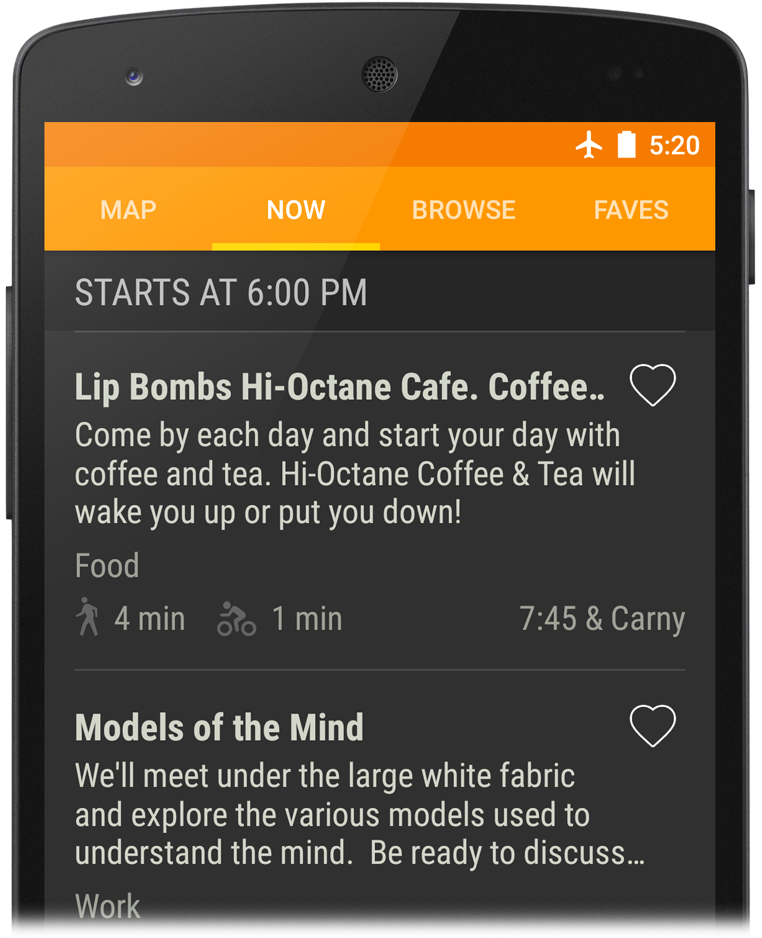 5:20
MAP NOW BROWSE FAVES
STARTS AT 6:00 PM
Lip Bombs Hi-Octane Cafe. Coffee..
Come by each day and start your day with
coffee and tea. Hi-Octane Coffee & Tea will
wake you up or put you down!
Food
4 min 1 min 7:45 & Carny
Models of the Mind
We'll meet under the large white fabric
and explore the various models used to
understand the mind.  Be ready to discuss...
Work